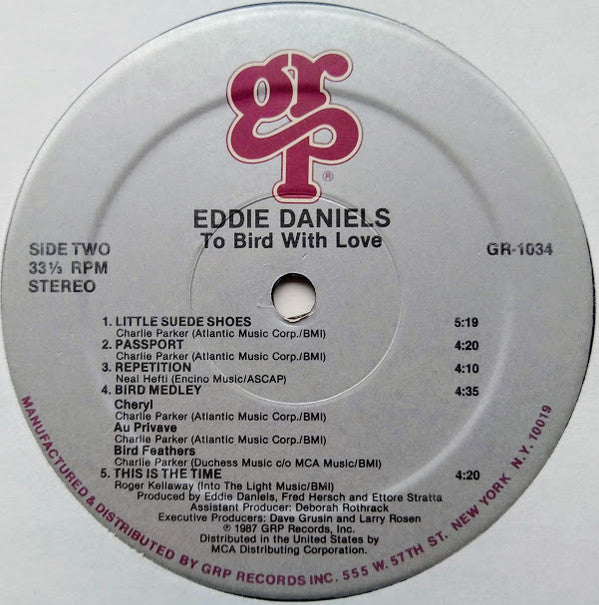 grp
®
EDDIE DANIELS
To Bird With Love
SIDE TWO
33⅓ RPM
STEREO
GR-1034
1. LITTLE SUEDE SHOES 5:19
Charlie Parker (Atlantic Music Corp./BMI)
2. PASSPORT 4:20
Charlie Parker (Atlantic Music Corp./BMI)
3. REPETITION 4:10
Neal Hefti (Encino Music/ASCAP)
4. BIRD MEDLEY 4:35
Cheryl
Charlie Parker (Atlantic Music Corp./BMI)
Au Privave
Charlie Parker (Atlantic Music Corp./BMI)
Bird Feathers
Charlie Parker (Duchess Music c/o MCA Music/BMI)
5. THIS IS THE TIME 4:20
Roger Kellaway (Into The Light Music/BMI)
Produced by Eddie Daniels, Fred Hersch and Ettore Stratta
Assistant Producer: Deborah Rothrack
Executive Producers: Dave Grusin and Larry Rosen
℗ 1987 GRP Records, Inc.
Distributed in the United States by
MCA Distributing Corporation.
MANUFACTURED & DISTRIBUTED BY GRP RECORDS INC. 555 W. 57TH ST. NEW YORK N.Y. 10019